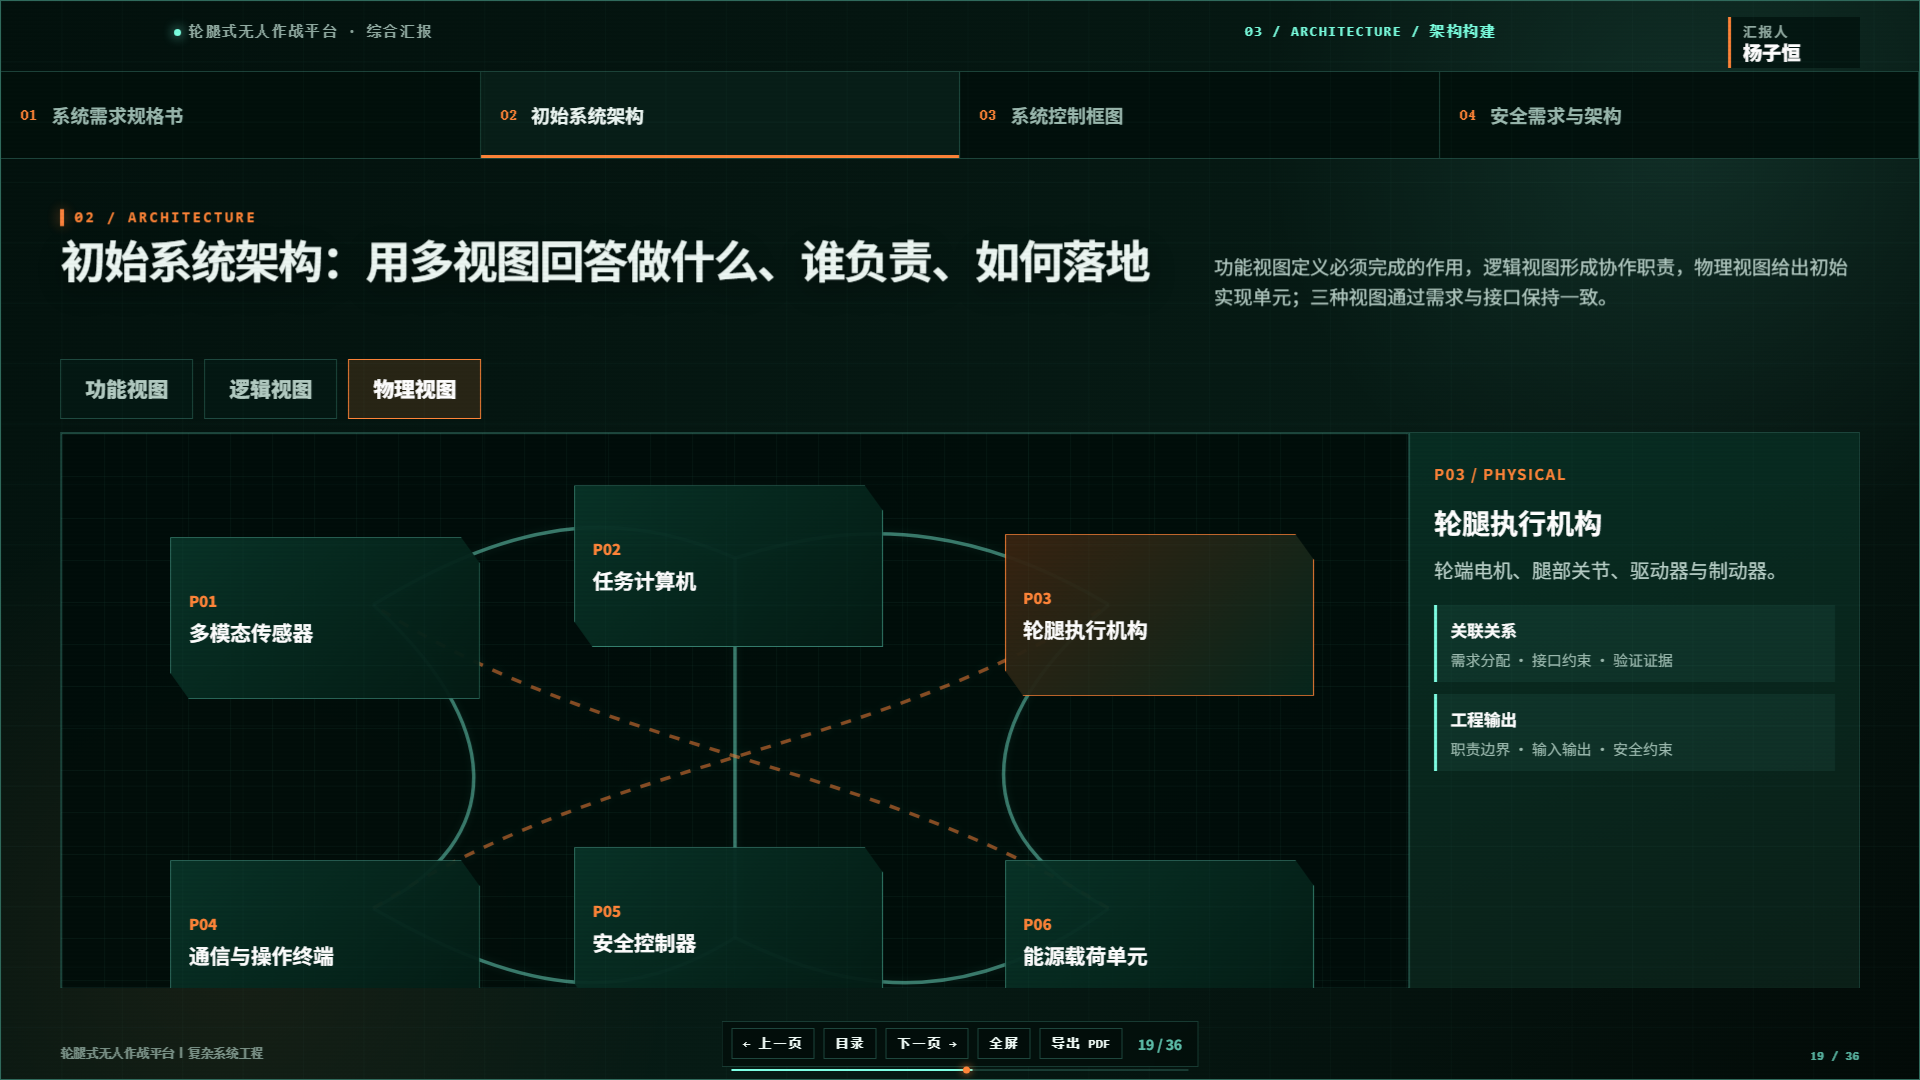 轮腿式无人作战平台 · 综合汇报
03 / ARCHITECTURE / 架构构建
汇报人
杨子恒
01 系统需求规格书
02 初始系统架构
03 系统控制框图
04 安全需求与架构
02 / ARCHITECTURE
初始系统架构：用多视图回答做什么、谁负责、如何落地
功能视图定义必须完成的作用，逻辑视图形成协作职责，物理视图给出初始
实现单元；三种视图通过需求与接口保持一致。
功能视图
逻辑视图
物理视图
P01
多模态传感器
P02
任务计算机
P03
轮腿执行机构
P04
通信与操作终端
P05
安全控制器
P06
能源载荷单元
P03 / PHYSICAL
轮腿执行机构
轮端电机、腿部关节、驱动器与制动器。
关联关系
需求分配 · 接口约束 · 验证证据
工程输出
职责边界 · 输入输出 · 安全约束
轮腿式无人作战平台 | 复杂系统工程
← 上一页
目录
下一页 →
全屏
导出 PDF
19 / 36
19 / 36